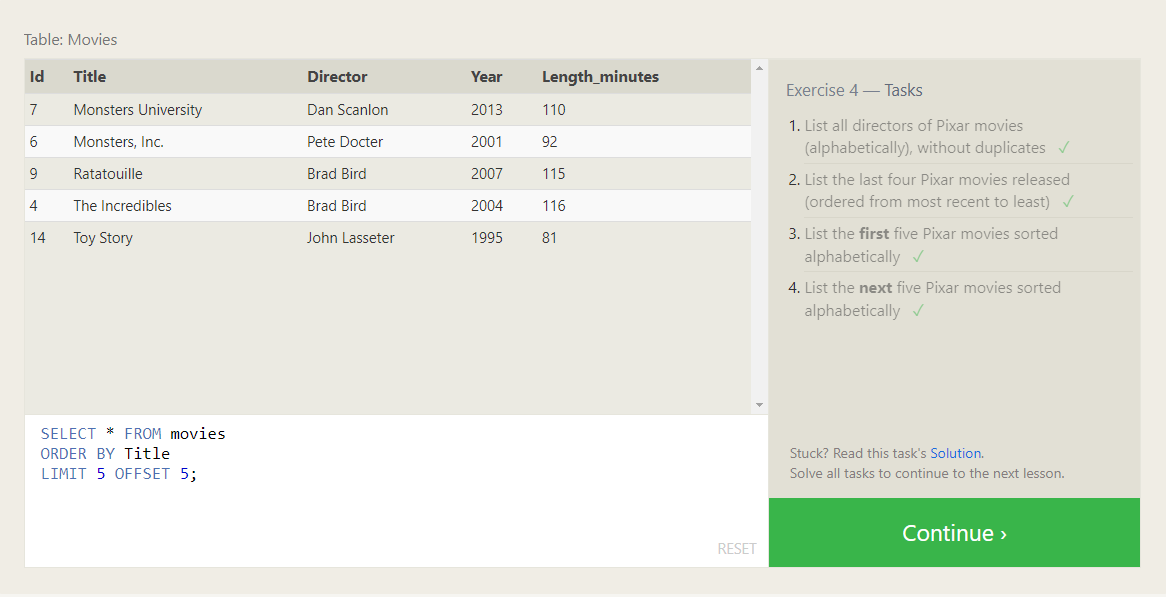 Table: Movies
Id Title Director Year Length_minutes
7 Monsters University Dan Scanlon 2013 110
6 Monsters, Inc. Pete Docter 2001 92
9 Ratatouille Brad Bird 2007 115
4 The Incredibles Brad Bird 2004 116
14 Toy Story John Lasseter 1995 81
SELECT * FROM movies
ORDER BY Title
LIMIT 5 OFFSET 5;
RESET
Exercise 4 — Tasks
1. List all directors of Pixar movies
(alphabetically), without duplicates ✓
2. List the last four Pixar movies released
(ordered from most recent to least) ✓
3. List the first five Pixar movies sorted
alphabetically ✓
4. List the next five Pixar movies sorted
alphabetically ✓
Stuck? Read this task's Solution.
Solve all tasks to continue to the next lesson.
Continue ›